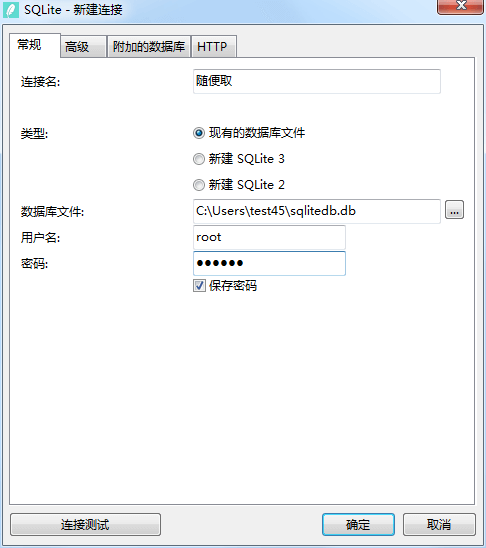 SQLite - 新建连接
常规 高级 附加的数据库 HTTP
连接名: 随便取
类型: 现有的数据库文件
新建 SQLite 3
新建 SQLite 2
数据库文件: C:\Users\test45\sqlitedb.db ...
用户名: root
密码: ●●●●●●
保存密码
连接测试 确定 取消